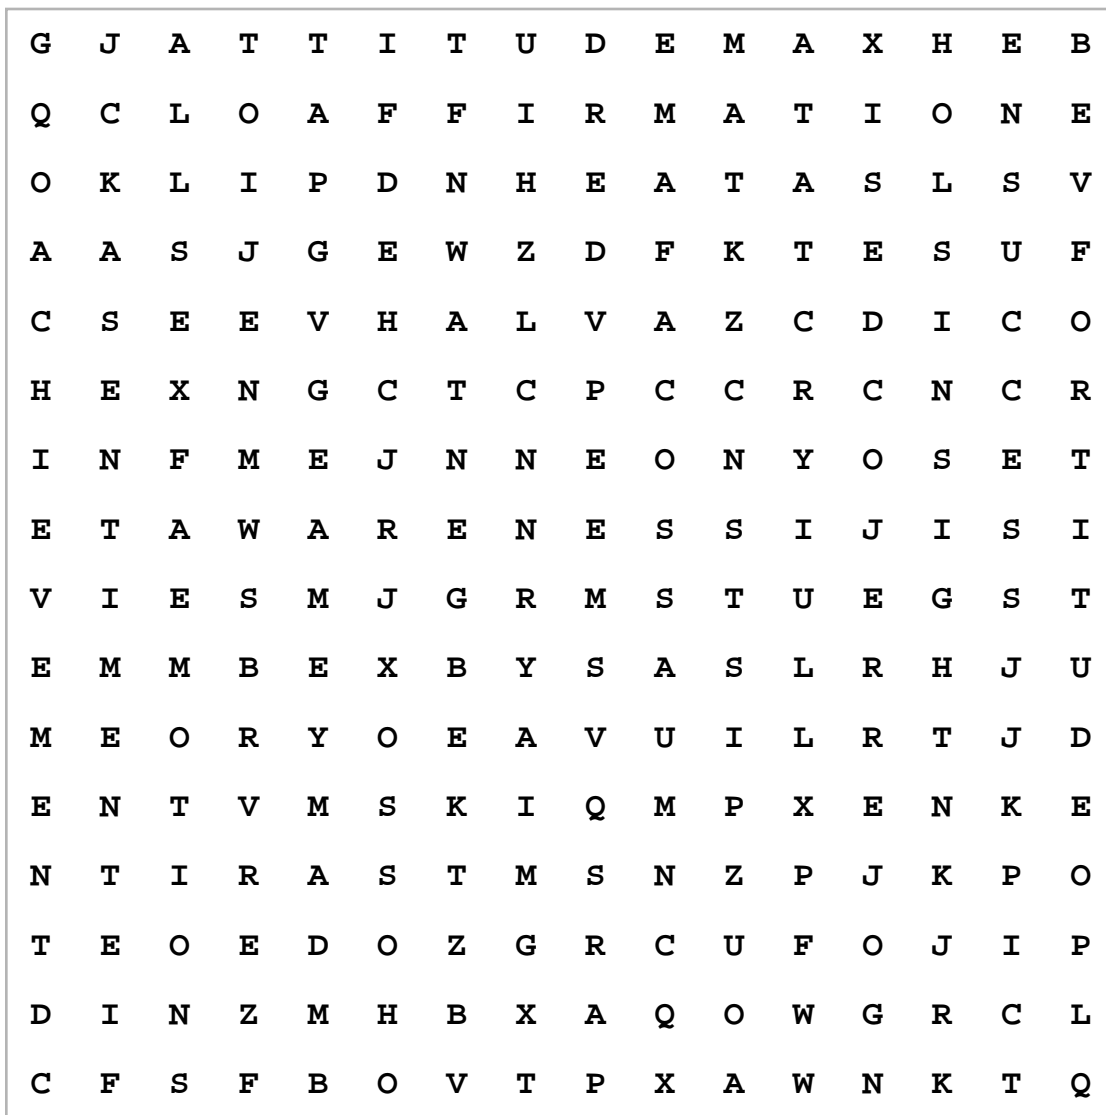 G J A T T I T U D E M A X H E B
Q C L O A F F I R M A T I O N E
O K L I P D N H E A T A S L S V
A A S J G E W Z D F K T E S U F
C S E E V H A L V A Z C D I C O
H E X N G C T C P C C R C N C R
I N F M E J N N E O N Y O S E T
E T A W A R E N E S S I J I S I
V I E S M J G R M S T U E G S T
E M M B E X B Y S A S L R H J U
M E O R Y O E A V U I L R T J D
E N T V M S K I Q M P X E N K E
N T I R A S T M S N Z P J K P O
T E O E D O Z G R C U F O J I P
D I N Z M H B X A Q O W G R C L
C F S F B O V T P X A W N K T Q